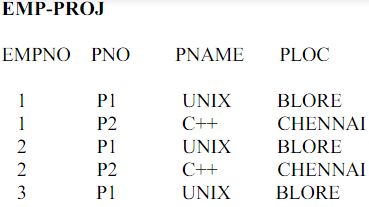 EMP-PROJ
EMPNO PNO PNAME PLOC
1 P1 UNIX BLORE
1 P2 C++ CHENNAI
2 P1 UNIX BLORE
2 P2 C++ CHENNAI
3 P1 UNIX BLORE